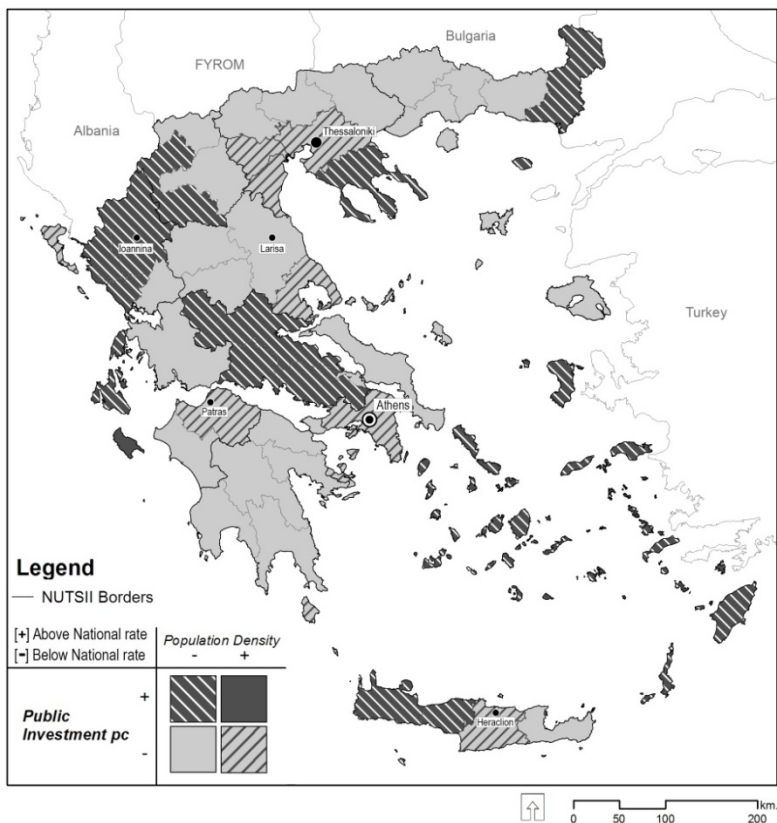 Bulgaria
FYROM
Albania
Thessaloniki
Ioannina
Larisa
Turkey
Patras
Athens
Heraclion
Legend
NUTSII Borders
[+] Above National rate
[-] Below National rate
Population Density
- +
+
Public
Investment pc
-
km.
0 50 100 200